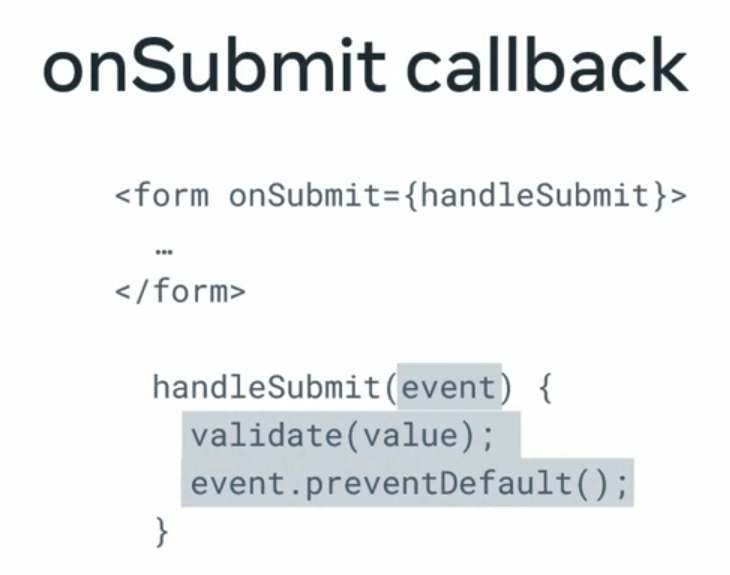 onSubmit callback
<form onSubmit={handleSubmit}>
…
</form>
handleSubmit(event) {
validate(value);
event.preventDefault();
}